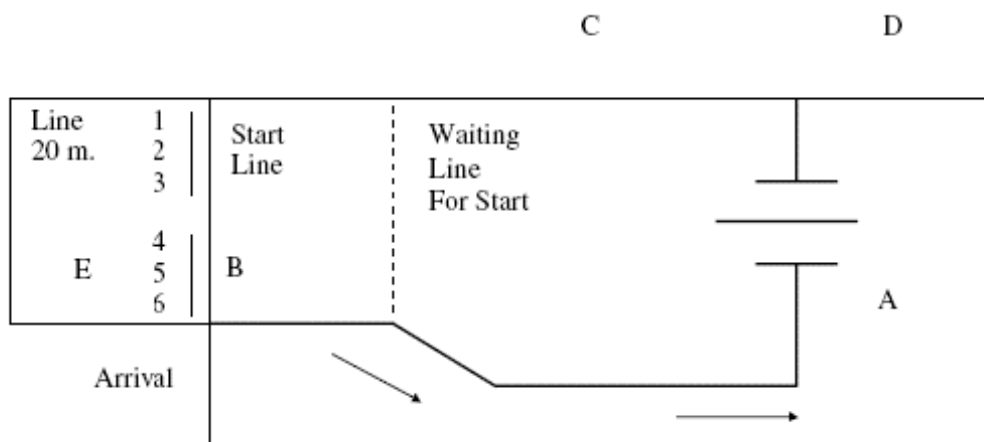 C
D
Line
20 m.
1
2
3
Start
Line
Waiting
Line
For Start
4
5
6
E
B
A
Arrival